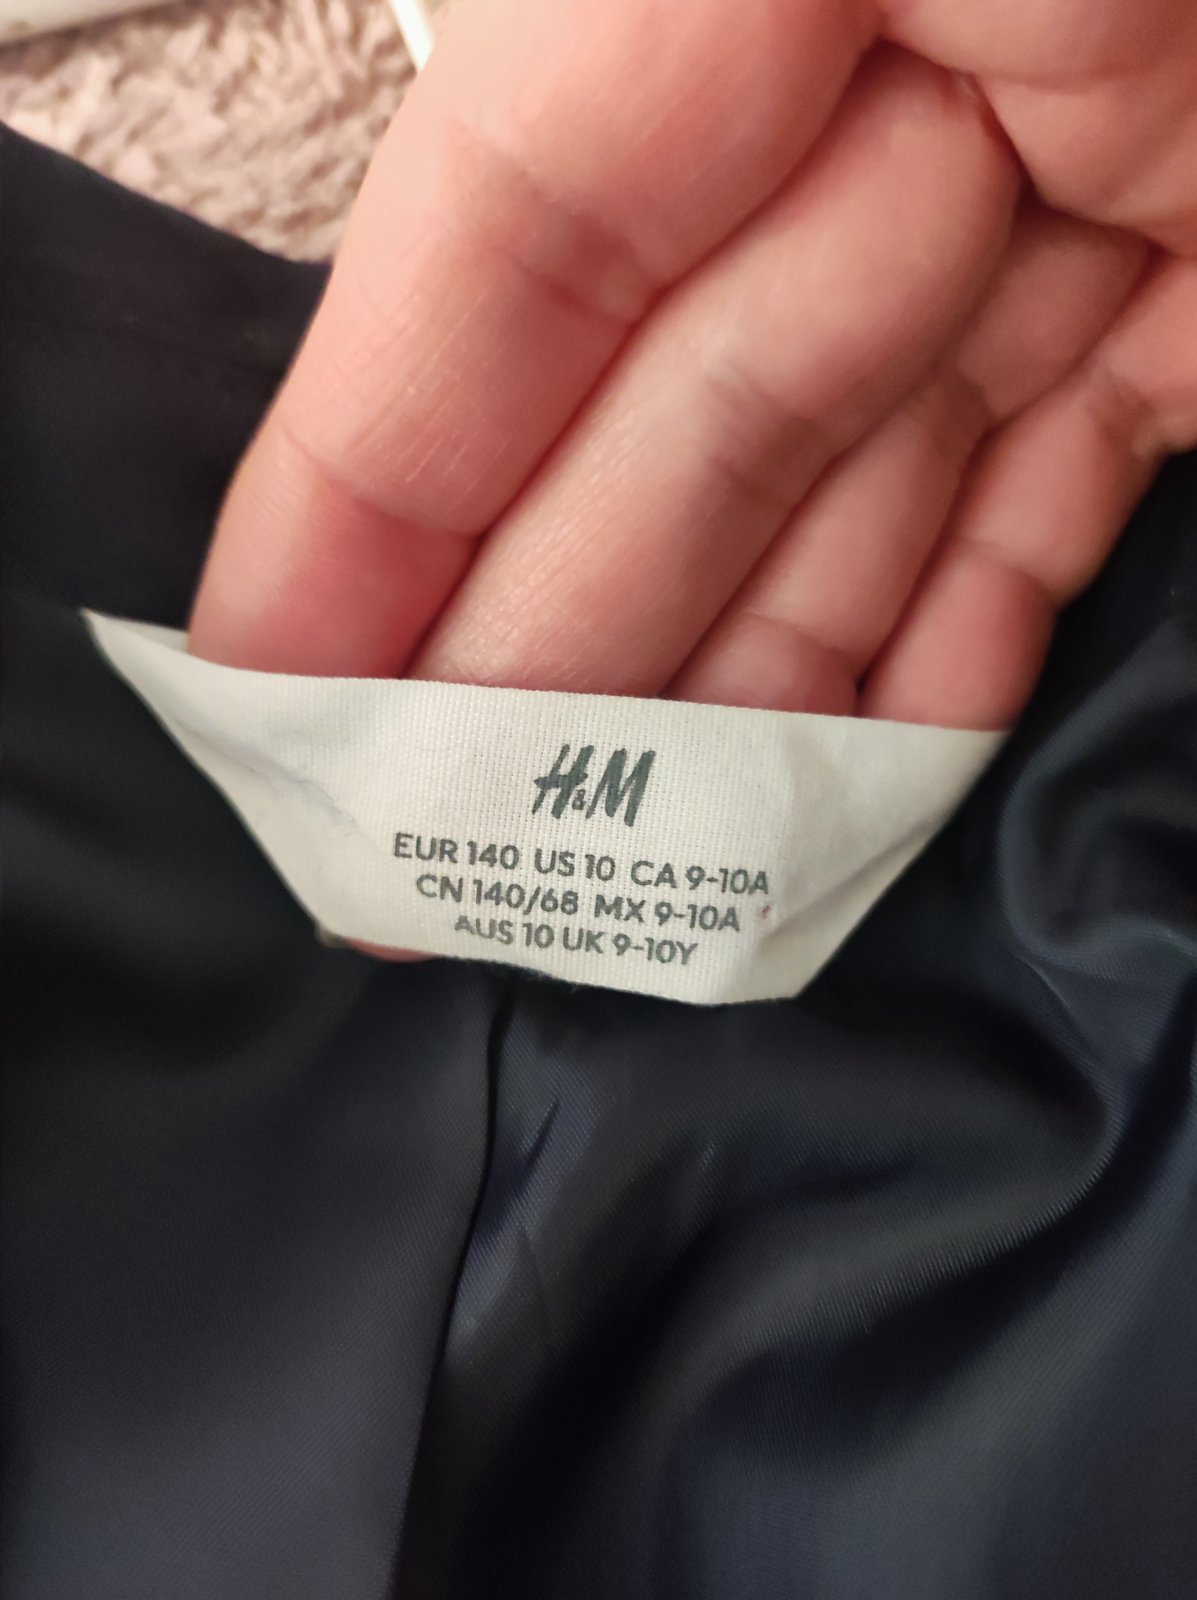 H&M
EUR 140 US 10 CA 9-10A
CN 140/68 MX 9-10A
AUS 10 UK 9-10Y